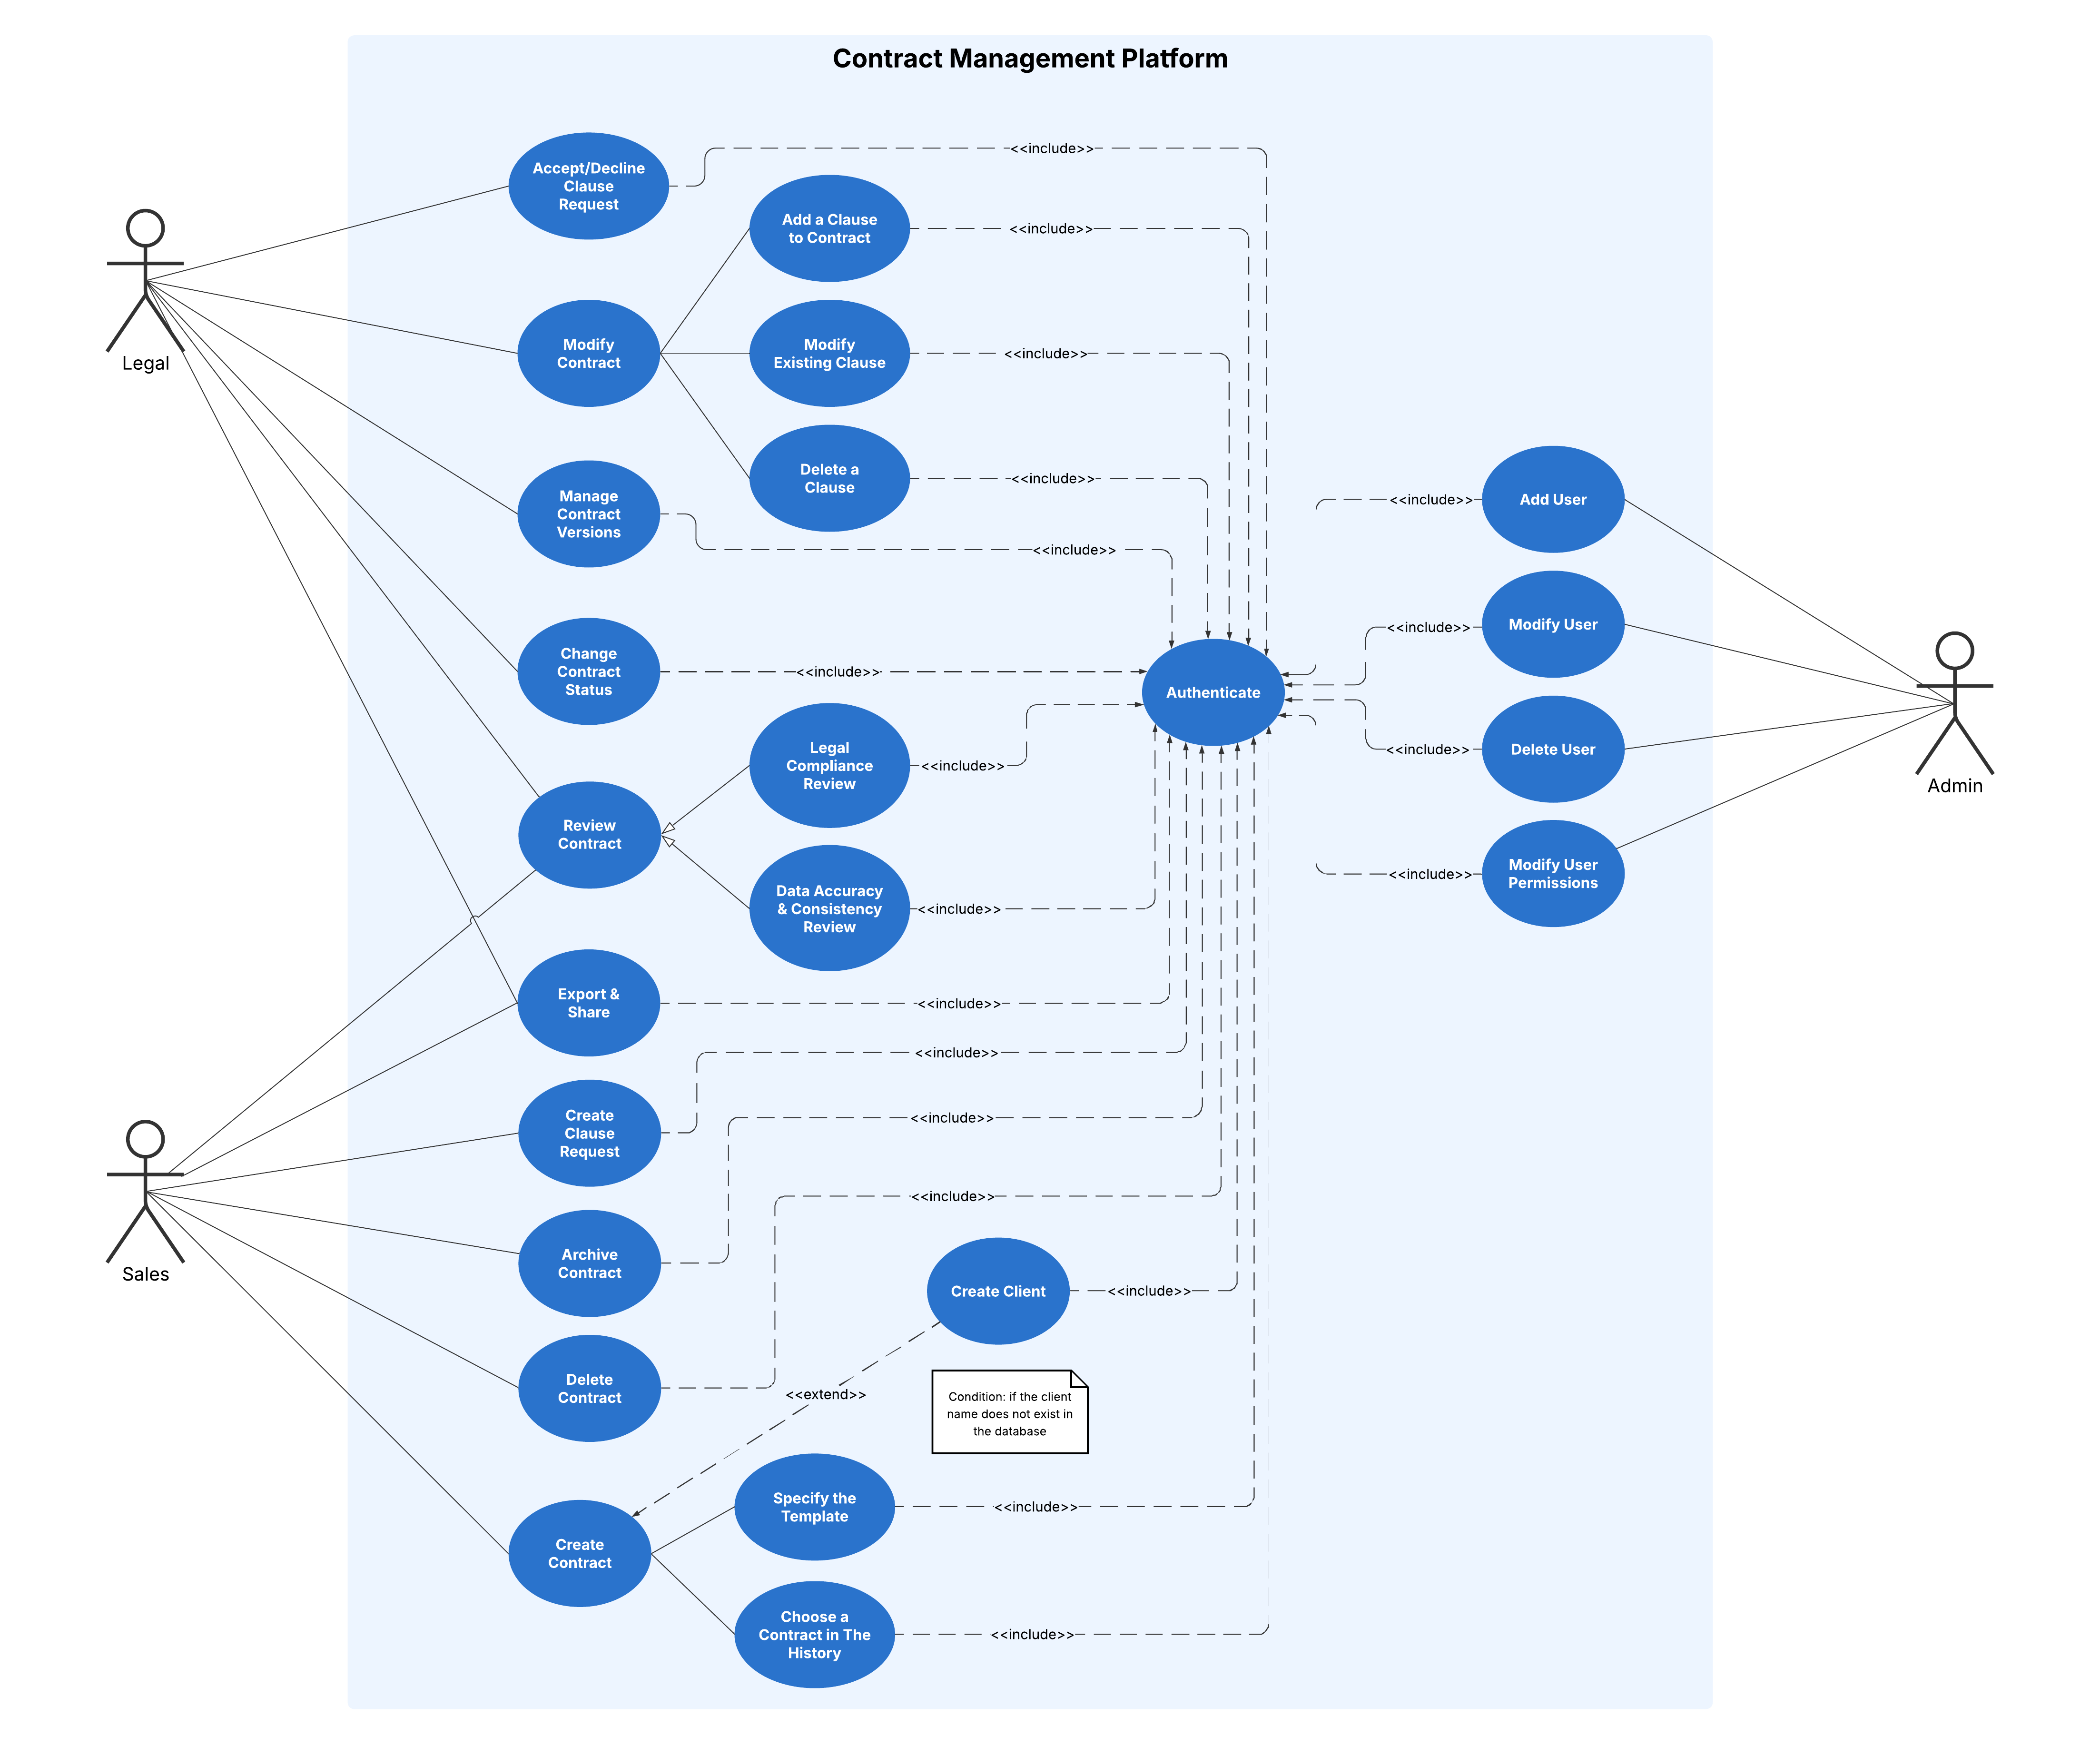 Contract Management Platform
Accept/Decline
Clause
Request
<<include>>
Add a Clause
to Contract
<<include>>
Legal
Modify
Contract
Modify
Existing Clause
<<include>>
Delete a
Clause
<<include>>
Manage
Contract
Versions
<<include>>
Add User
<<include>>
Modify User
<<include>>
Change
Contract
Status
<<include>>
Authenticate
Delete User
<<include>>
Admin
Legal
Compliance
Review
<<include>>
Review
Contract
Modify User
Permissions
<<include>>
Data Accuracy
& Consistency
Review
<<include>>
Export &
Share
<<include>>
<<include>>
Create
Clause
Request
<<include>>
<<include>>
Sales
Archive
Contract
Create Client
<<include>>
Delete
Contract
<<extend>>
Condition: if the client
name does not exist in
the database
Specify the
Template
<<include>>
Create
Contract
Choose a
Contract in The
History
<<include>>